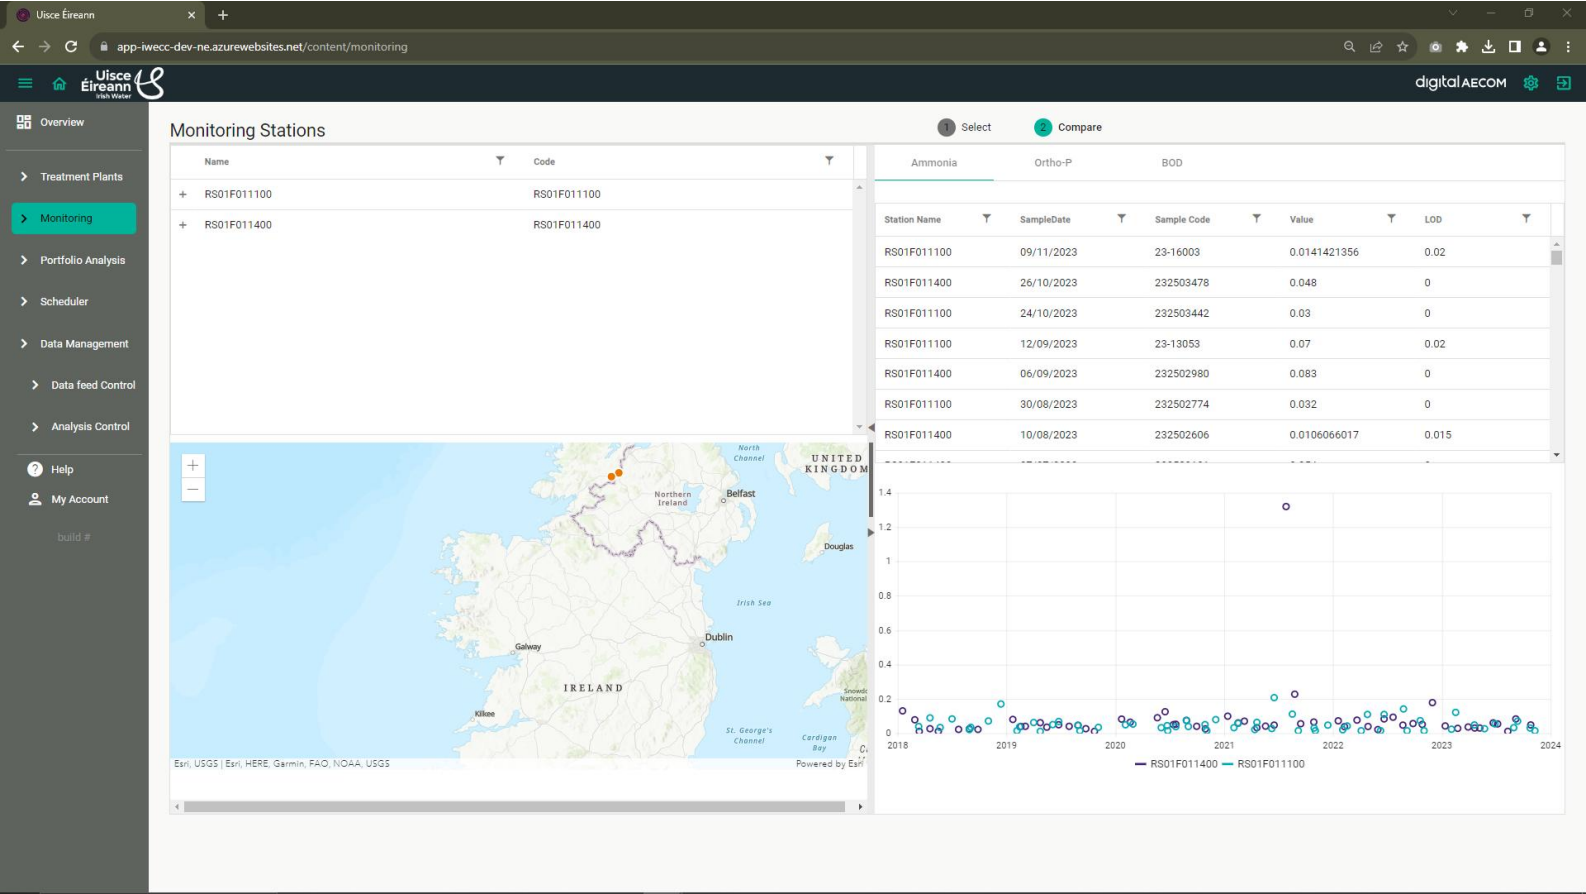 Uisce Éireann
app-iwecc-dev-ne.azurewebsites.net/content/monitoring
Uisce
Éireann
Irish Water
digital AECOM
Overview
Treatment Plants
Monitoring
Portfolio Analysis
Scheduler
Data Management
Data feed Control
Analysis Control
Help
My Account
build #
Monitoring Stations
1 Select
2 Compare
Name Code
RS01F011100 RS01F011100
RS01F011400 RS01F011400
North
Channel
UNITED
KINGDOM
Northern
Ireland
Belfast
Douglas
Irish Sea
Dublin
Galway
IRELAND
Snowdo
National
Kilkee
St. George's
Channel
Cardigan
Bay
Esri, USGS | Esri, HERE, Garmin, FAO, NOAA, USGS
Powered by Esri
Ammonia Ortho-P BOD
Station Name SampleDate Sample Code Value LOD
RS01F011100 09/11/2023 23-16003 0.0141421356 0.02
RS01F011400 26/10/2023 232503478 0.048 0
RS01F011100 24/10/2023 232503442 0.03 0
RS01F011100 12/09/2023 23-13053 0.07 0.02
RS01F011400 06/09/2023 232502980 0.083 0
RS01F011100 30/08/2023 232502774 0.032 0
RS01F011400 10/08/2023 232502606 0.0106066017 0.015
1.4
1.2
1
0.8
0.6
0.4
0.2
0
2018 2019 2020 2021 2022 2023 2024
RS01F011400 RS01F011100